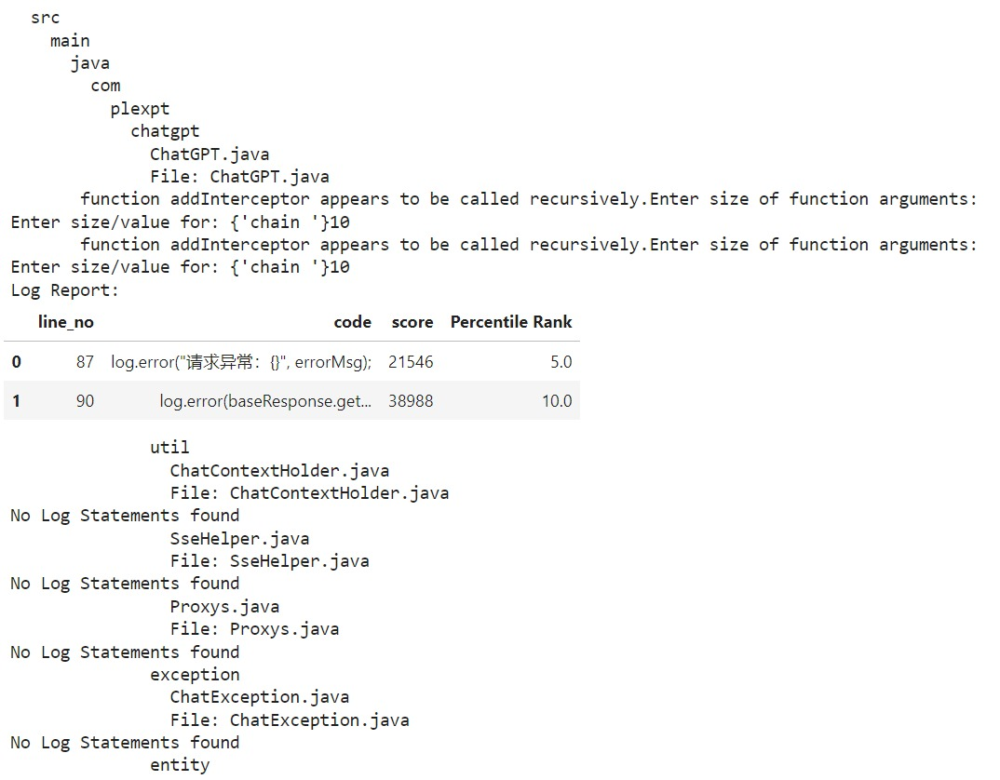 src
main
java
com
plexpt
chatgpt
ChatGPT.java
File: ChatGPT.java
function addInterceptor appears to be called recursively.Enter size of function arguments:
Enter size/value for: {'chain '}10
function addInterceptor appears to be called recursively.Enter size of function arguments:
Enter size/value for: {'chain '}10
Log Report:
line_no code score Percentile Rank
0 87 log.error("请求异常：{}", errorMsg); 21546 5.0
1 90 log.error(baseResponse.get... 38988 10.0
util
ChatContextHolder.java
File: ChatContextHolder.java
No Log Statements found
SseHelper.java
File: SseHelper.java
No Log Statements found
Proxys.java
File: Proxys.java
No Log Statements found
exception
ChatException.java
File: ChatException.java
No Log Statements found
entity